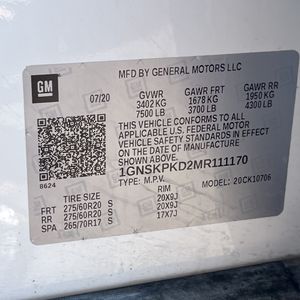 MFD BY GENERAL MOTORS LLC
GM
07/20 GVWR GAWR FRT GAWR RR
3402 KG 1678 KG 1950 KG
7500 LB 3700 LB 4300 LB
THIS VEHICLE CONFORMS TO ALL
APPLICABLE U.S. FEDERAL MOTOR
VEHICLE SAFETY STANDARDS IN
EFFECT ON THE DATE OF MANUFACTURE
SHOWN ABOVE.
1GNSKPKD2MR111170
8624
TYPE: M.P.V. MODEL: 20CK10706
TIRE SIZE RIM
FRT 275/60R20 S 20X9J
RR 275/60R20 S 20X9J
SPA 265/70R17 S 17X7J